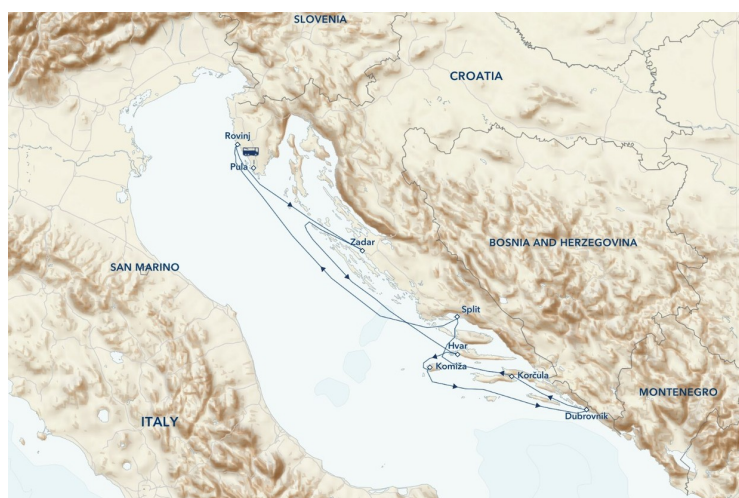 SLOVENIA
CROATIA
Rovinj
Pula
Zadar
BOSNIA AND HERZEGOVINA
SAN MARINO
Split
Hvar
Komiža
Korčula
MONTENEGRO
Dubrovnik
ITALY